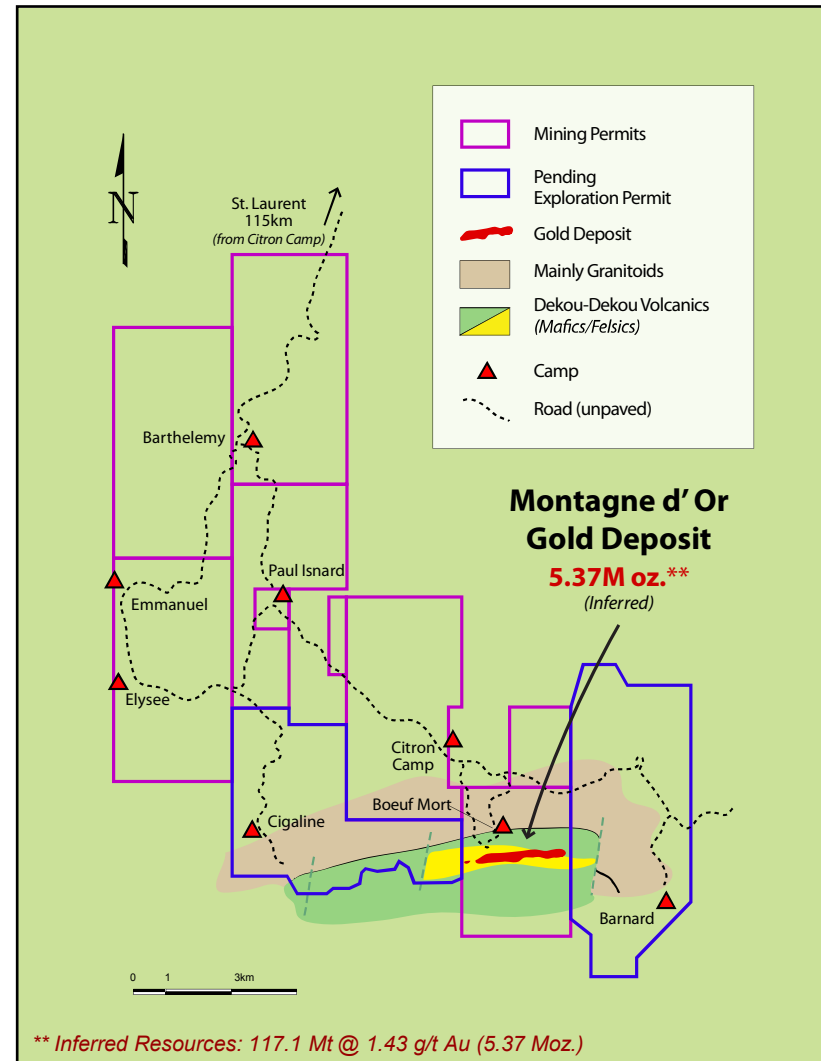 Mining Permits
Pending
Exploration Permit
Gold Deposit
Mainly Granitoids
Dekou-Dekou Volcanics
(Mafics/Felsics)
Camp
Road (unpaved)
N
St. Laurent
115km
(from Citron Camp)
Barthelemy
Montagne d' Or
Gold Deposit
5.37M oz.**
(Inferred)
Paul Isnard
Emmanuel
Elysee
Citron
Camp
Boeuf Mort
Cigaline
Barnard
0 1 3km
** Inferred Resources: 117.1 Mt @ 1.43 g/t Au (5.37 Moz.)